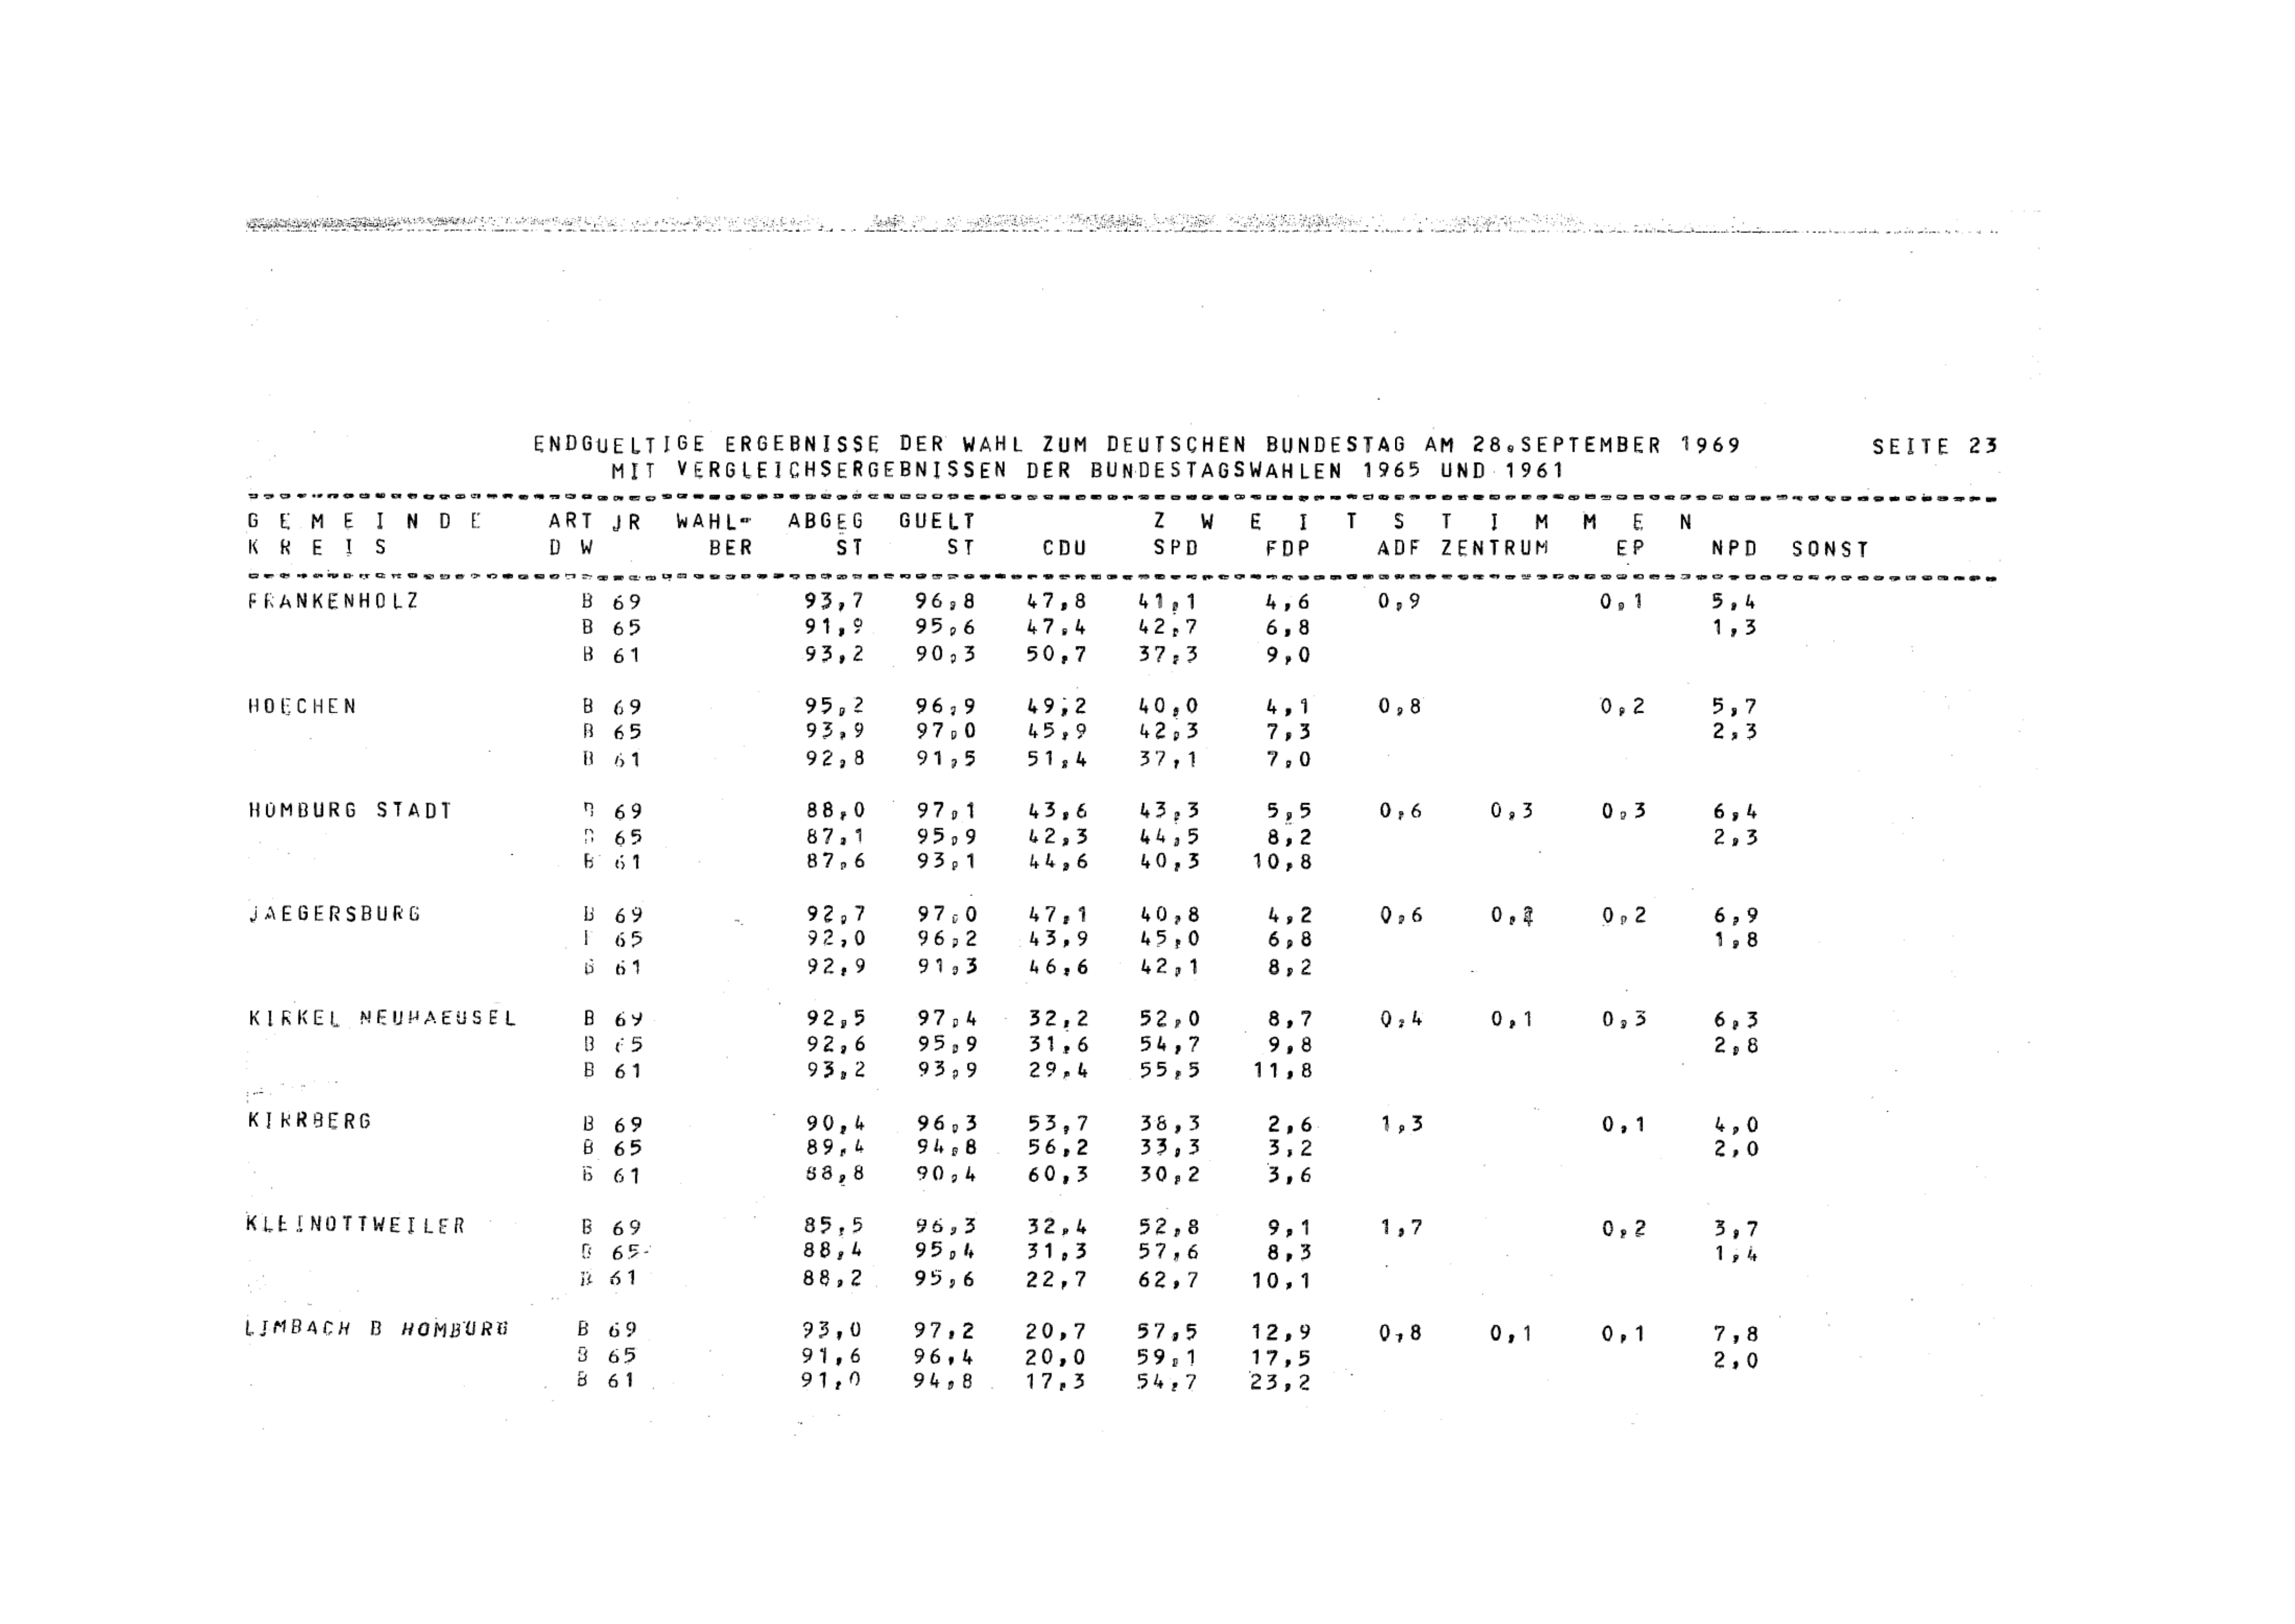 ENDGUELTIGE ERGEBNISSE DER WAHL ZUM DEUTSCHEN BUNDESTAG AM 28.SEPTEMBER 1969 SEITE 23
MIT VERGLEICHSERGEBNISSEN DER BUNDESTAGSWAHLEN 1965 UND 1961
G E M E I N D E ART JR WAHL- ABGEG GUELT Z W E I T S T I M M E N
K R E I S D W BER ST ST CDU SPD FDP ADF ZENTRUM EP NPD SONST
FRANKENHOLZ B 69 93,7 96,8 47,8 41,1 4,6 0,9 0,1 5,4
B 65 91,9 95,6 47,4 42,7 6,8 1,3
B 61 93,2 90,3 50,7 37,3 9,0
HOECHEN B 69 95,2 96,9 49,2 40,0 4,1 0,8 0,2 5,7
B 65 93,9 97,0 45,9 42,3 7,3 2,3
B 61 92,8 91,5 51,4 37,1 7,0
HOMBURG STADT B 69 88,0 97,1 43,6 43,3 5,5 0,6 0,3 0,3 6,4
B 65 87,1 95,9 42,3 44,5 8,2 2,3
B 61 87,6 93,1 44,6 40,3 10,8
JAEGERSBURG B 69 92,7 97,0 47,1 40,8 4,2 0,6 0,2 6,9
B 65 92,0 96,2 43,9 45,0 6,8 1,8
B 61 92,9 91,3 46,6 42,1 8,2
KIRKEL NEUHAEUSEL B 69 92,5 97,4 32,2 52,0 8,7 0,4 0,1 0,3 6,3
B 65 92,6 95,9 31,6 54,7 9,8 2,8
B 61 93,2 93,9 29,4 55,5 11,8
KIRRBERG B 69 90,4 96,3 53,7 38,3 2,6 1,3 0,1 4,0
B 65 89,4 94,8 56,2 33,3 3,2 2,0
B 61 88,8 90,4 60,3 30,2 3,6
KLEINOTTWEILER B 69 85,5 96,3 32,4 52,8 9,1 1,7 0,2 3,7
B 65 88,4 95,4 31,3 57,6 8,3 1,4
B 61 88,2 95,6 22,7 62,7 10,1
LIMBACH B HOMBURG B 69 93,0 97,2 20,7 57,5 12,9 0,8 0,1 0,1 7,8
B 65 91,6 96,4 20,0 59,1 17,5 2,0
B 61 91,0 94,8 17,3 54,7 23,2